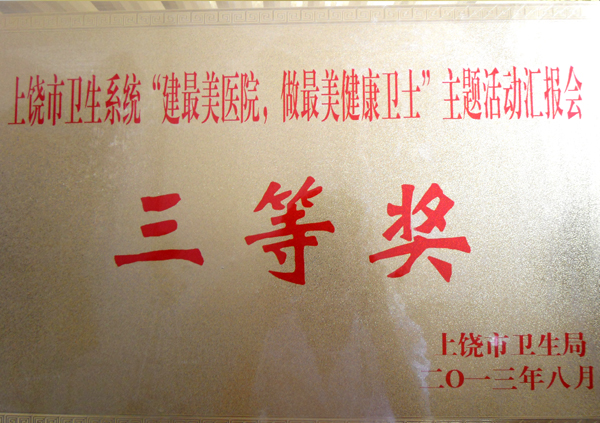 上饶市卫生系统“建最美医院，做最美健康卫士”主题活动汇报会
三等奖
上饶市卫生局
二〇一三年八月